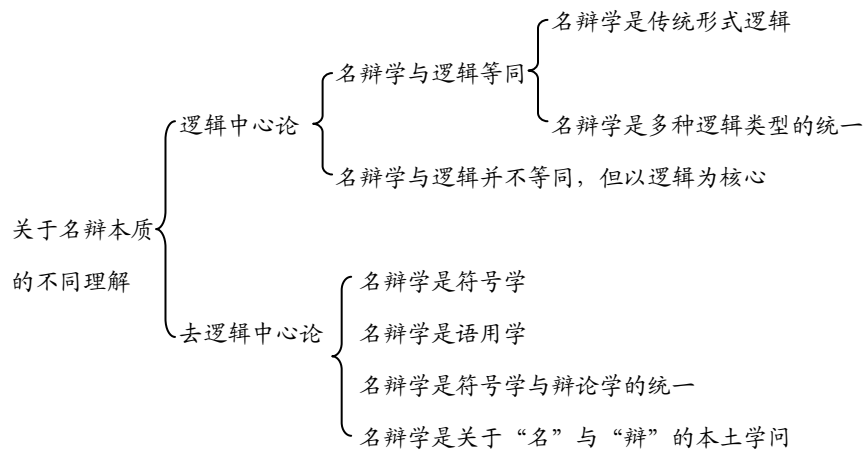 名辩学是传统形式逻辑
名辩学与逻辑等同
逻辑中心论
名辩学是多种逻辑类型的统一
名辩学与逻辑并不等同，但以逻辑为核心
关于名辩本质
的不同理解
名辩学是符号学
去逻辑中心论
名辩学是语用学
名辩学是符号学与辩论学的统一
名辩学是关于“名”与“辩”的本土学问